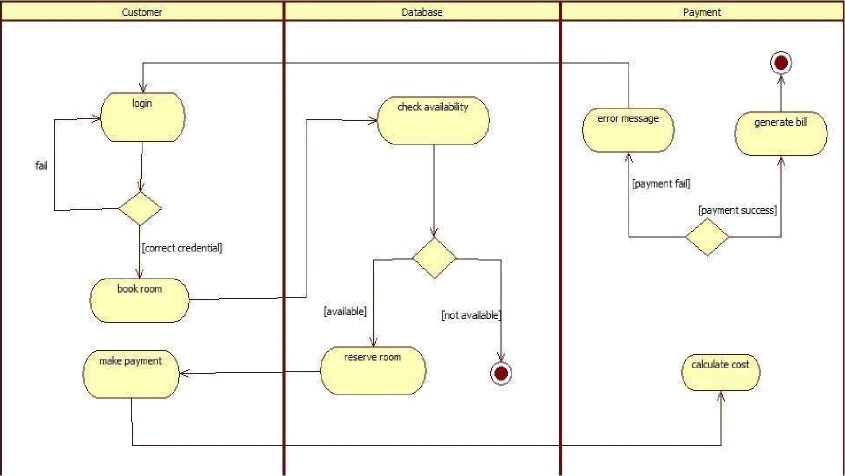 Customer
Database
Payment
login
check availability
error message
generate bill
fail
[payment fail]
[payment success]
[correct credential]
book room
[available]
[not available]
make payment
reserve room
calculate cost